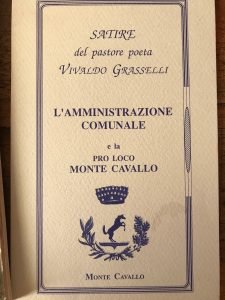 SATIRE
del pastore poeta
VIVALDO GRASSELLI
L'AMMINISTRAZIONE
COMUNALE
e la
PRO LOCO
MONTE CAVALLO
MONTE CAVALLO